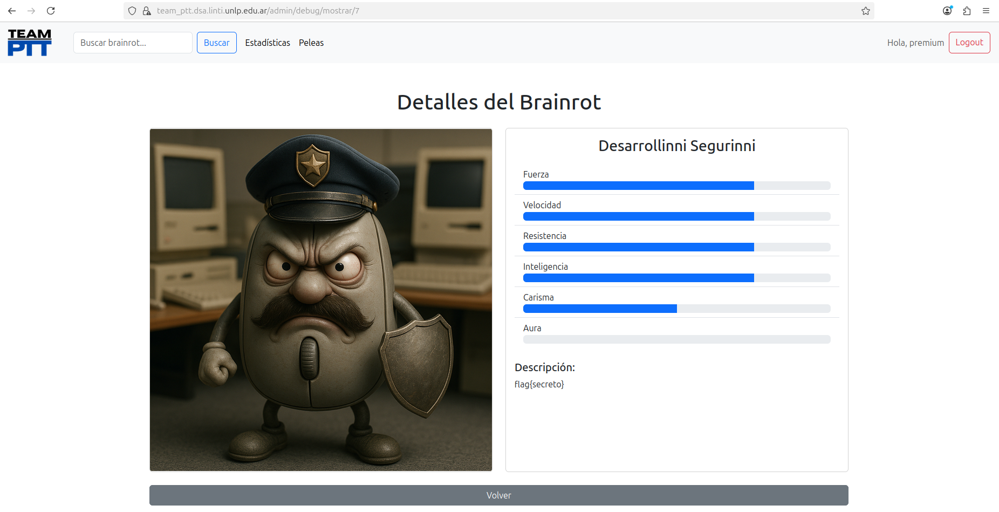 team_ptt.dsa.linti.unlp.edu.ar/admin/debug/mostrar/7
TEAM
PTT
Buscar brainrot...
Buscar
Estadísticas
Peleas
Hola, premium
Logout
Detalles del Brainrot
Desarrollinni Segurinni
Fuerza
Velocidad
Resistencia
Inteligencia
Carisma
Aura
Descripción:
flag{secreto}
Volver